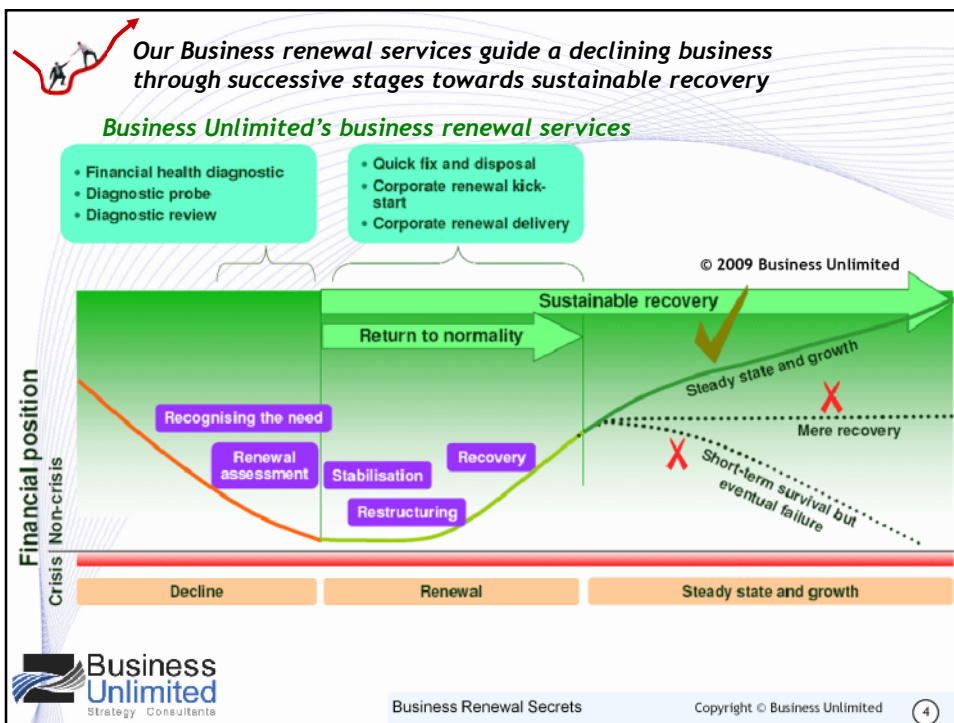 Our Business renewal services guide a declining business
through successive stages towards sustainable recovery
Business Unlimited's business renewal services
• Financial health diagnostic
• Diagnostic probe
• Diagnostic review
• Quick fix and disposal
• Corporate renewal kick-
start
• Corporate renewal delivery
© 2009 Business Unlimited
Sustainable recovery
Return to normality
Steady state and growth
Recognising the need
Mere recovery
Renewal
assessment
Recovery
Stabilisation
Restructuring
Short-term survival but
eventual failure
Financial position
Non-crisis
Crisis
Decline
Renewal
Steady state and growth
Business
Unlimited
Strategy Consultants
Business Renewal Secrets
Copyright © Business Unlimited
4